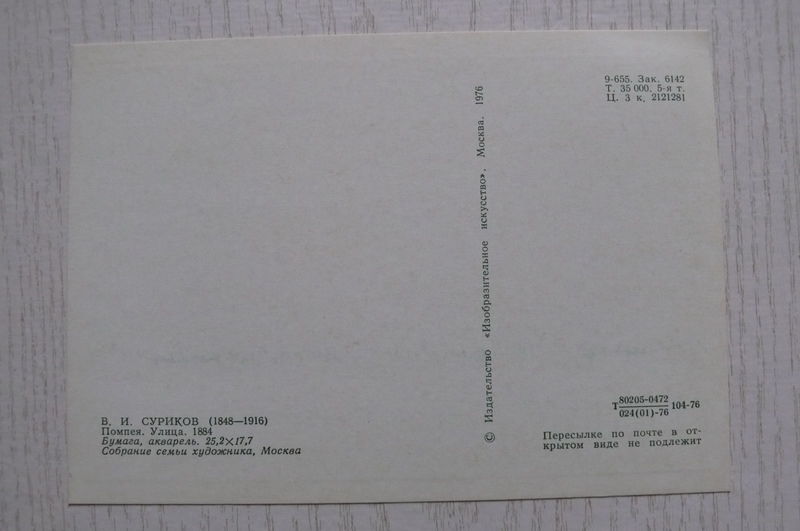 9-655. Зак. 6142
Т. 35 000. 5-я т.
Ц. 3 к. 2121281
© Издательство «Изобразительное искусство». Москва. 1976
В. И. СУРИКОВ (1848—1916)
Помпея. Улица. 1884
Бумага, акварель. 25,2×17,7
Собрание семьи художника, Москва
Т 80205-0472 104-76
024(01)-76
Пересылке по почте в от-
крытом виде не подлежит